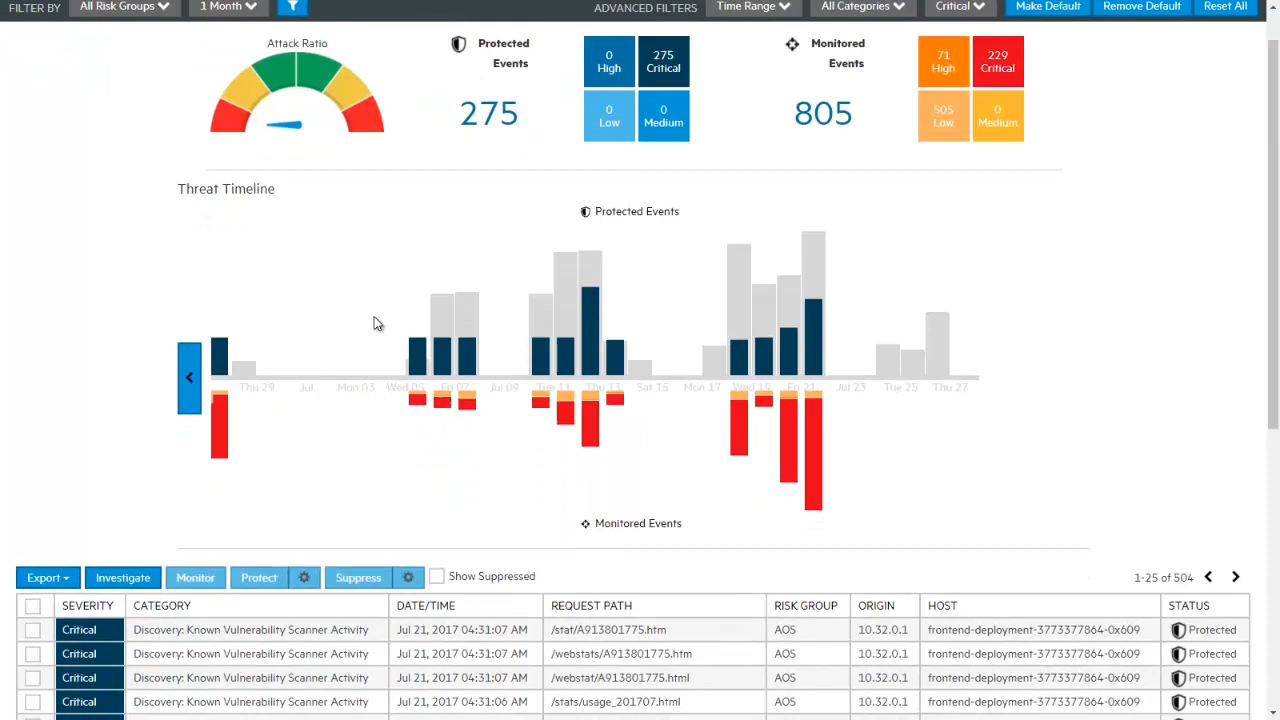 FILTER BY All Risk Groups 1 Month ADVANCED FILTERS Time Range All Categories Critical Make Default Remove Default Reset All
Attack Ratio
Protected
Events
275
0
High
275
Critical
0
Low
0
Medium
Monitored
Events
805
71
High
229
Critical
505
Low
0
Medium
Threat Timeline
Protected Events
Thu 29 Jul Mon 03 Wed 05 Fri 07 Jul 09 Tue 11 Thu 13 Sat 15 Mon 17 Wed 19 Fri 21 Jul 23 Tue 25 Thu 27
Monitored Events
Export Investigate Monitor Protect Suppress Show Suppressed 1-25 of 504
SEVERITY CATEGORY DATE/TIME REQUEST PATH RISK GROUP ORIGIN HOST STATUS
Critical Discovery: Known Vulnerability Scanner Activity Jul 21, 2017 04:31:07 AM /stat/A913801775.htm AOS 10.32.0.1 frontend-deployment-3773377864-0x609 Protected
Critical Discovery: Known Vulnerability Scanner Activity Jul 21, 2017 04:31:07 AM /webstats/A913801775.htm AOS 10.32.0.1 frontend-deployment-3773377864-0x609 Protected
Critical Discovery: Known Vulnerability Scanner Activity Jul 21, 2017 04:31:07 AM /webstat/A913801775.html AOS 10.32.0.1 frontend-deployment-3773377864-0x609 Protected
Critical Discovery: Known Vulnerability Scanner Activity Jul 21, 2017 04:31:06 AM /stats/usage_201707.html AOS 10.32.0.1 frontend-deployment-3773377864-0x609 Protected